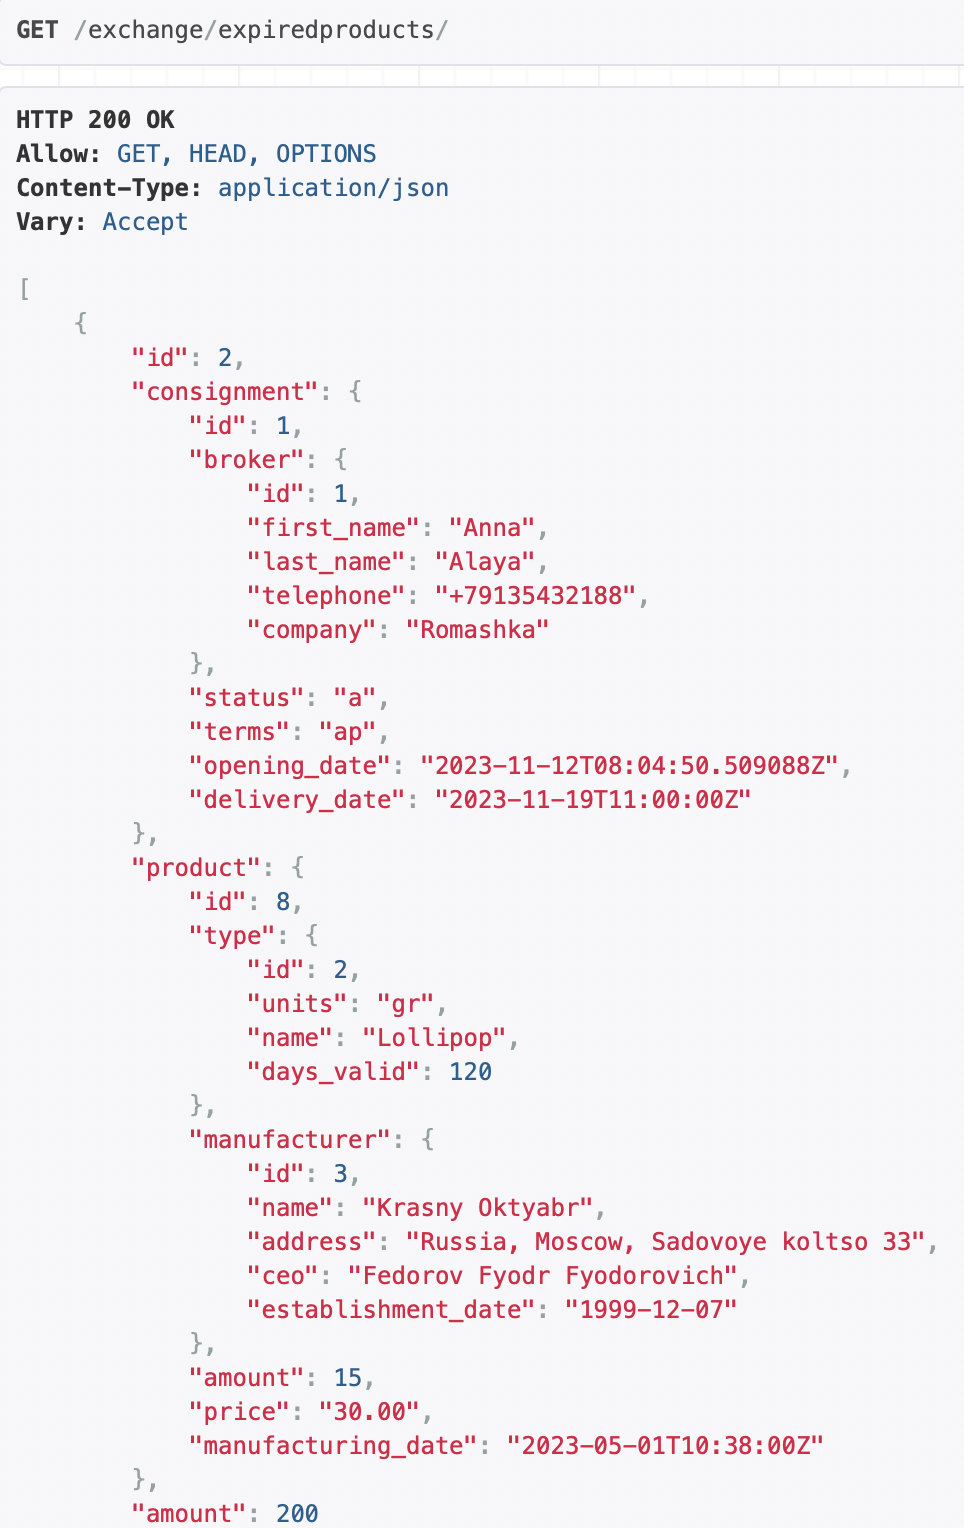 GET /exchange/expiredproducts/
HTTP 200 OK
Allow: GET, HEAD, OPTIONS
Content-Type: application/json
Vary: Accept
[
    {
        "id": 2,
        "consignment": {
            "id": 1,
            "broker": {
                "id": 1,
                "first_name": "Anna",
                "last_name": "Alaya",
                "telephone": "+79135432188",
                "company": "Romashka"
            },
            "status": "a",
            "terms": "ap",
            "opening_date": "2023-11-12T08:04:50.509088Z",
            "delivery_date": "2023-11-19T11:00:00Z"
        },
        "product": {
            "id": 8,
            "type": {
                "id": 2,
                "units": "gr",
                "name": "Lollipop",
                "days_valid": 120
            },
            "manufacturer": {
                "id": 3,
                "name": "Krasny Oktyabr",
                "address": "Russia, Moscow, Sadovoye koltso 33",
                "ceo": "Fedorov Fyodr Fyodorovich",
                "establishment_date": "1999-12-07"
            },
            "amount": 15,
            "price": "30.00",
            "manufacturing_date": "2023-05-01T10:38:00Z"
        },
        "amount": 200